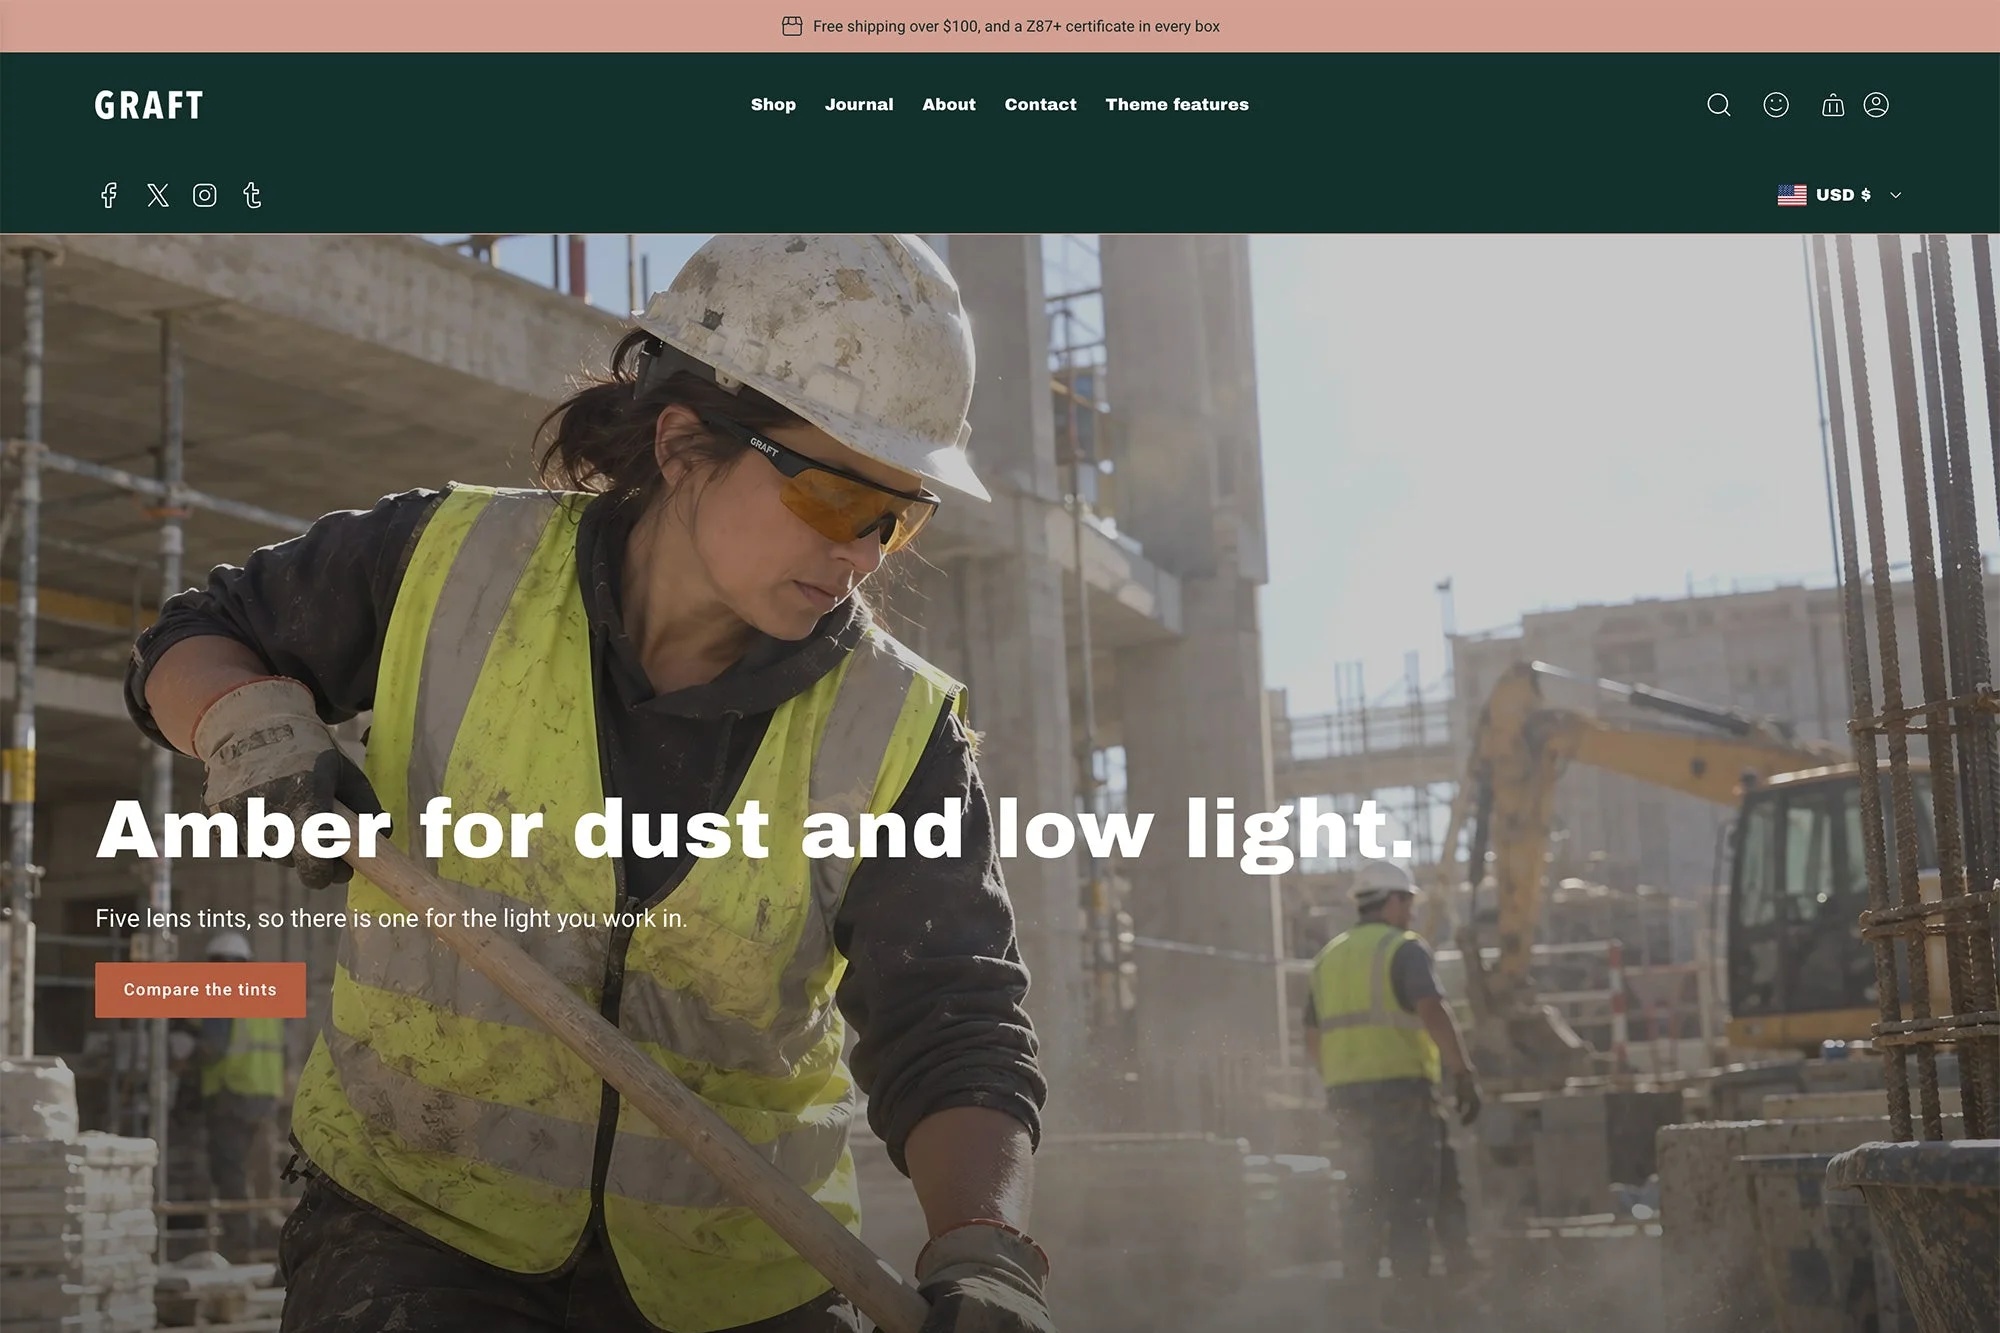 Free shipping over $100, and a Z87+ certificate in every box
GRAFT
Shop Journal About Contact Theme features
USD $
GRAFT
Amber for dust and low light.
Five lens tints, so there is one for the light you work in.
Compare the tints